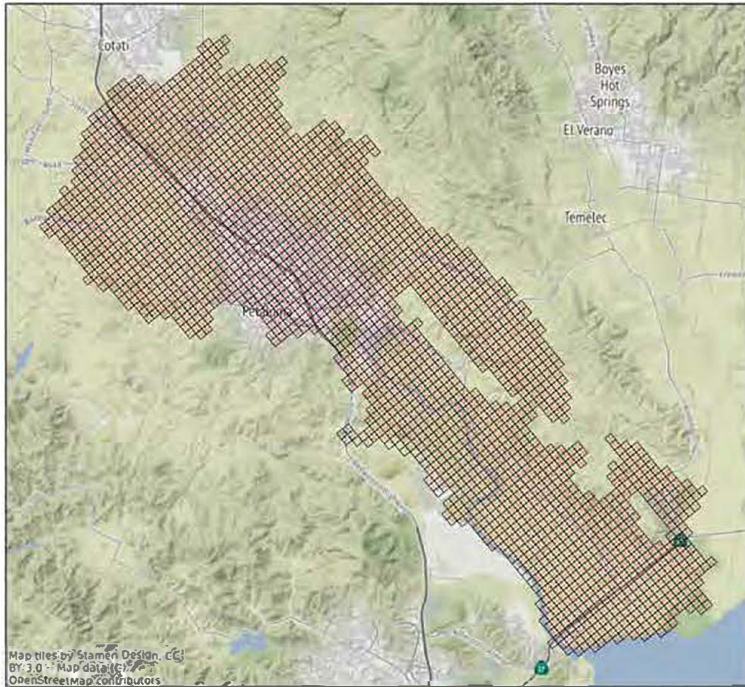 Cotati
Boyes
Hot
Springs
El Verano
Temelec
Petaluma
Map tiles by Stamen Design, CC
BY 3.0 -- Map data (C)
OpenStreetMap contributors